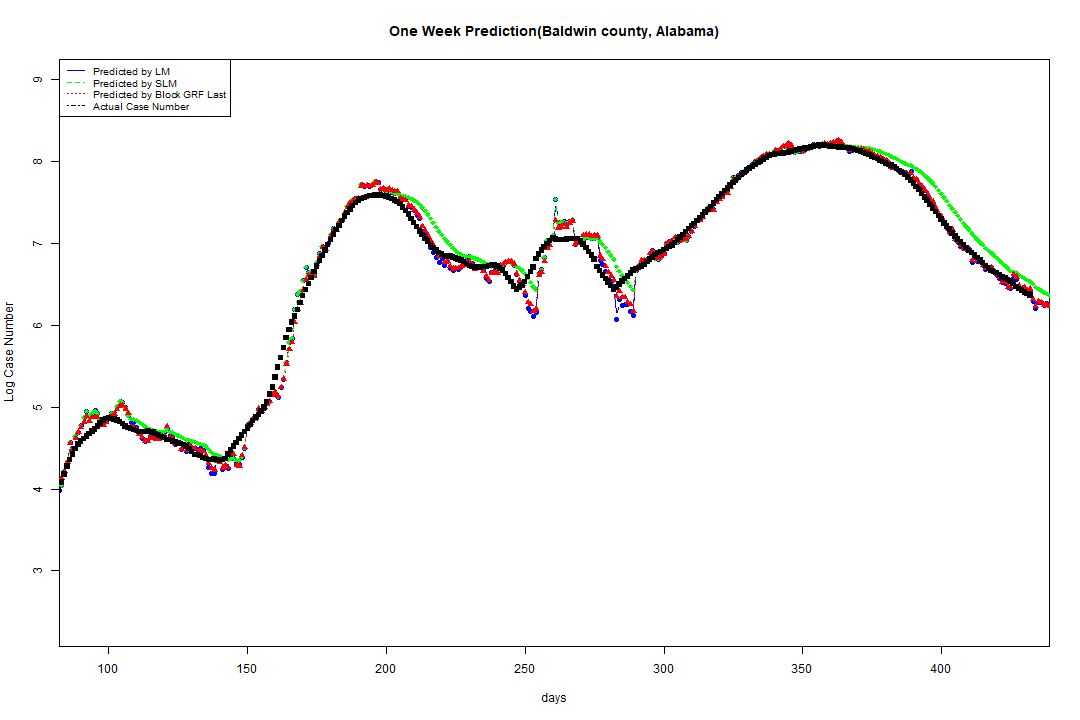 One Week Prediction(Baldwin county, Alabama)
Predicted by LM
Predicted by SLM
Predicted by Block GRF Last
Actual Case Number
9
8
7
6
5
4
3
Log Case Number
100 150 200 250 300 350 400
days